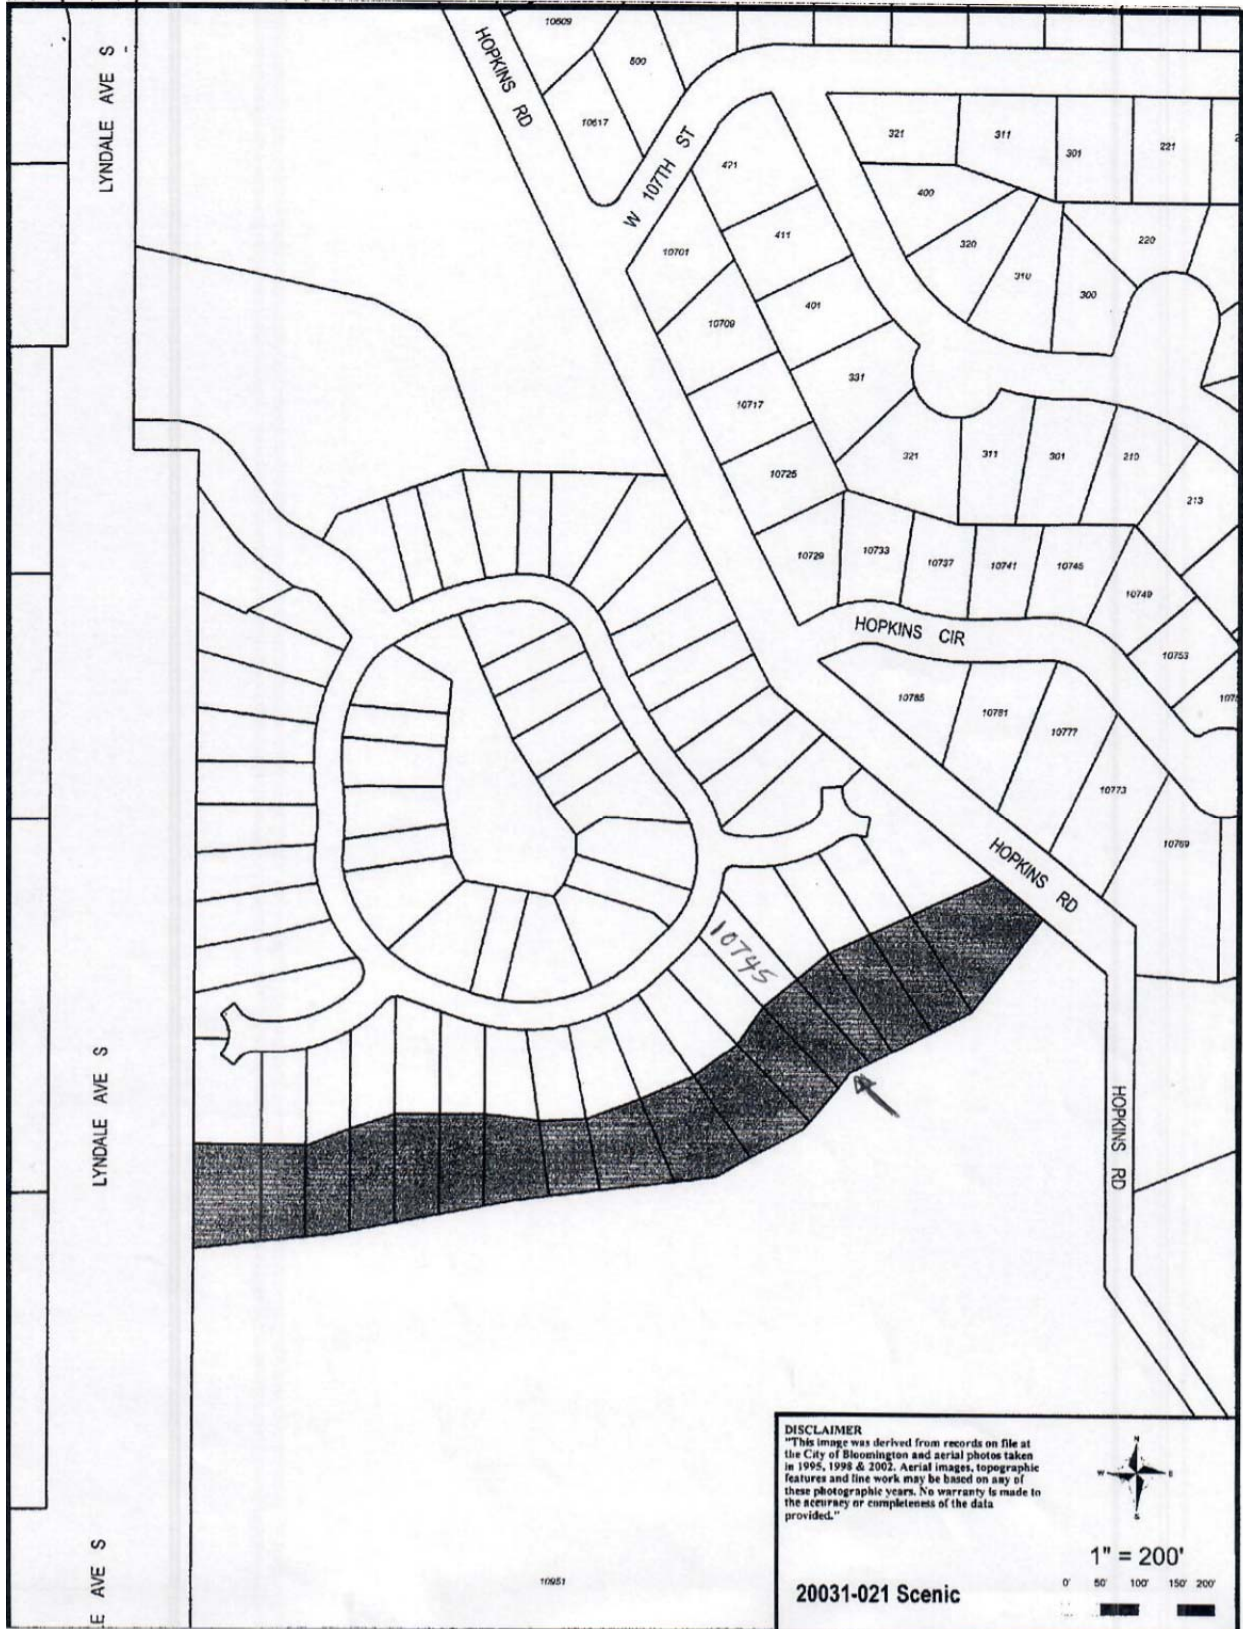 LYNDALE AVE S
HOPKINS RD
10609
600
10617
W 107TH ST
421
321
311
301
221
400
320
310
300
220
10701
411
10709
401
331
10717
10725
321
311
301
210
213
10729
10733
10737
10741
10745
10749
HOPKINS CIR
10753
10785
10781
10777
10773
10769
HOPKINS RD
10745
LYNDALE AVE S
HOPKINS RD
E AVE S
10951
DISCLAIMER
"This image was derived from records on file at
the City of Bloomington and aerial photos taken
in 1995, 1998 & 2002. Aerial images, topographic
features and line work may be based on any of
these photographic years. No warranty is made to
the accuracy or completeness of the data
provided."
N
W E
S
1" = 200'
0' 50' 100' 150' 200'
20031-021 Scenic